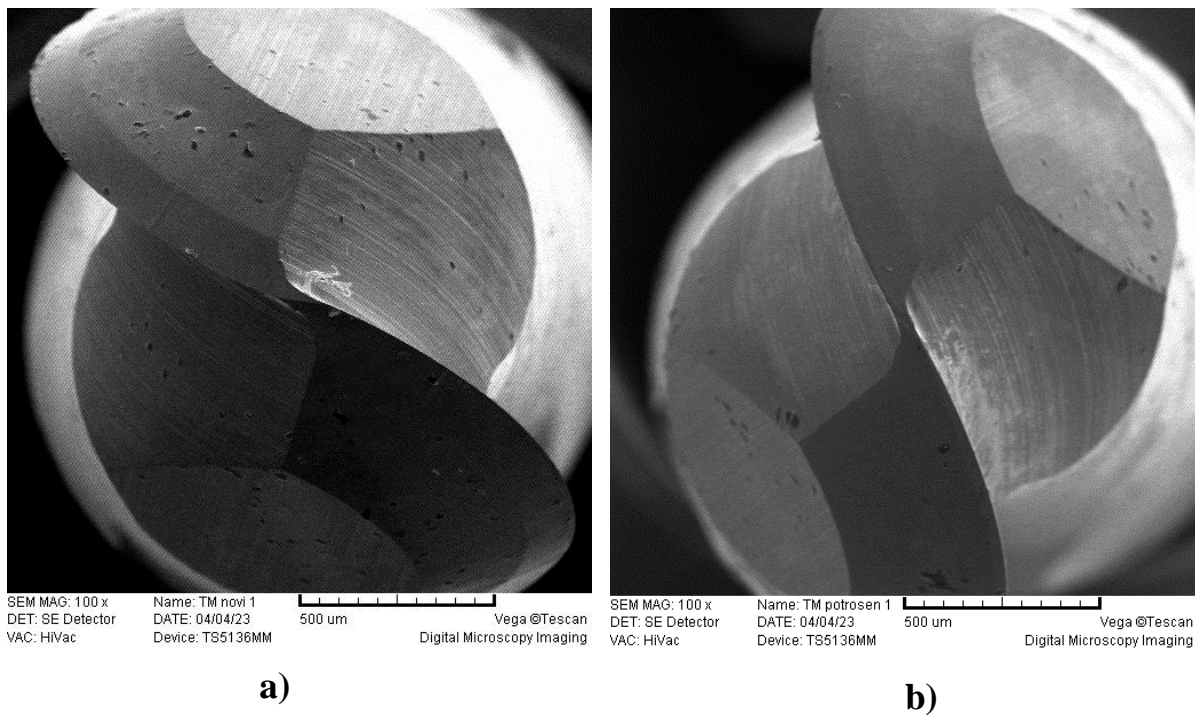 SEM MAG: 100 x Name: TM novi 1
DET: SE Detector DATE: 04/04/23 500 um Vega ©Tescan
VAC: HiVac Device: TS5136MM Digital Microscopy Imaging
a)
SEM MAG: 100 x Name: TM potrosen 1
DET: SE Detector DATE: 04/04/23 500 um Vega ©Tescan
VAC: HiVac Device: TS5136MM Digital Microscopy Imaging
b)